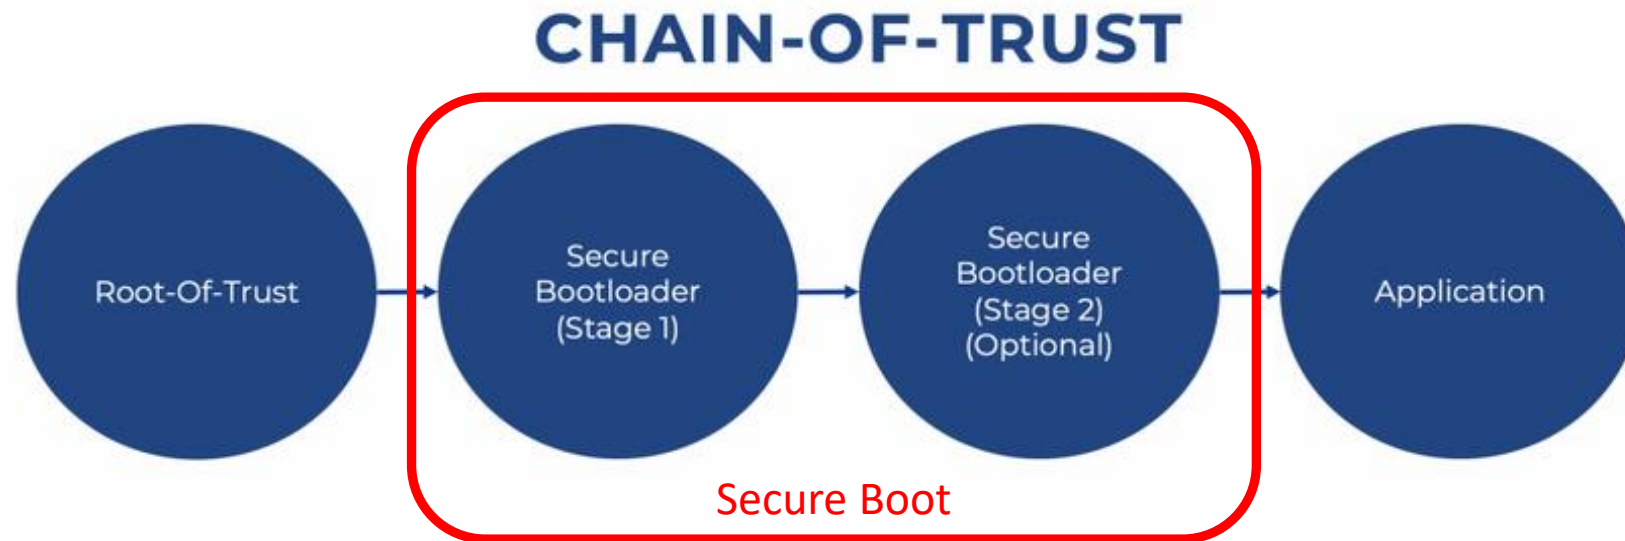 CHAIN-OF-TRUST
Root-Of-Trust
Secure
Bootloader
(Stage 1)
Secure
Bootloader
(Stage 2)
(Optional)
Application
Secure Boot